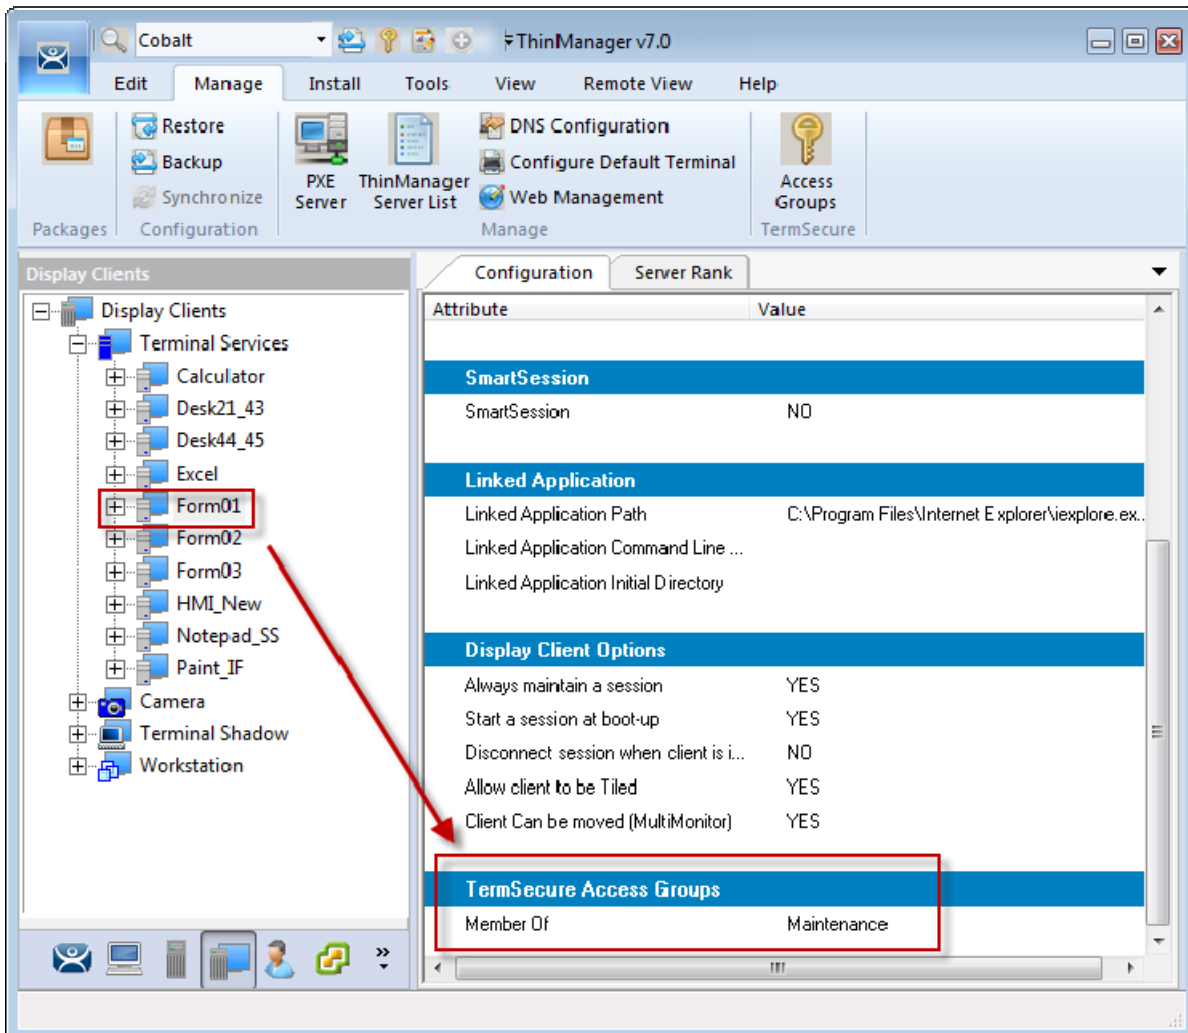 Cobalt
ThinManager v7.0
Edit Manage Install Tools View Remote View Help
Restore
Backup
Synchronize
Packages
Configuration
PXE
Server
ThinManager
Server List
DNS Configuration
Configure Default Terminal
Web Management
Manage
Access
Groups
TermSecure
Display Clients
Display Clients
Terminal Services
Calculator
Desk21_43
Desk44_45
Excel
Form01
Form02
Form03
HMI_New
Notepad_SS
Paint_IF
Camera
Terminal Shadow
Workstation
Configuration Server Rank
Attribute Value
SmartSession
SmartSession NO
Linked Application
Linked Application Path C:\Program Files\Internet Explorer\iexplore.ex..
Linked Application Command Line ...
Linked Application Initial Directory
Display Client Options
Always maintain a session YES
Start a session at boot-up YES
Disconnect session when client is i... NO
Allow client to be Tiled YES
Client Can be moved (MultiMonitor) YES
TermSecure Access Groups
Member Of Maintenance